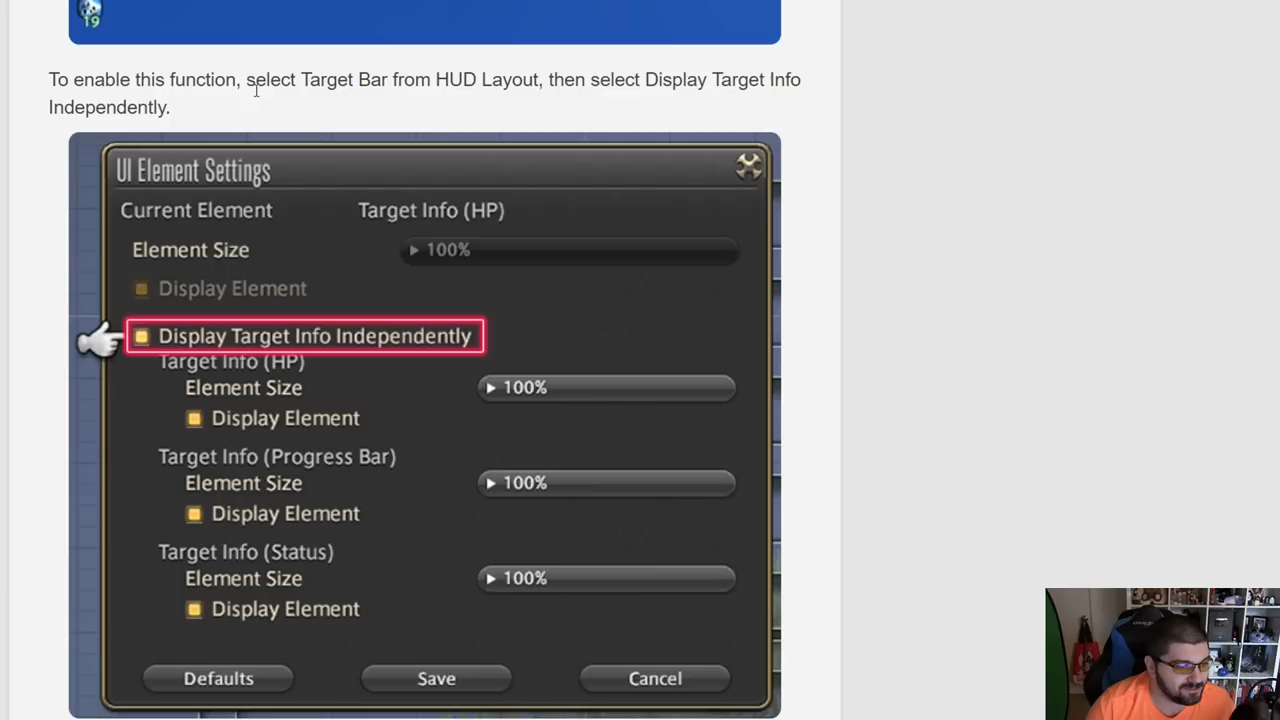 19
To enable this function, select Target Bar from HUD Layout, then select Display Target Info
Independently.
UI Element Settings
Current Element Target Info (HP)
Element Size 100%
Display Element
Display Target Info Independently
Target Info (HP)
Element Size 100%
Display Element
Target Info (Progress Bar)
Element Size 100%
Display Element
Target Info (Status)
Element Size 100%
Display Element
Defaults Save Cancel